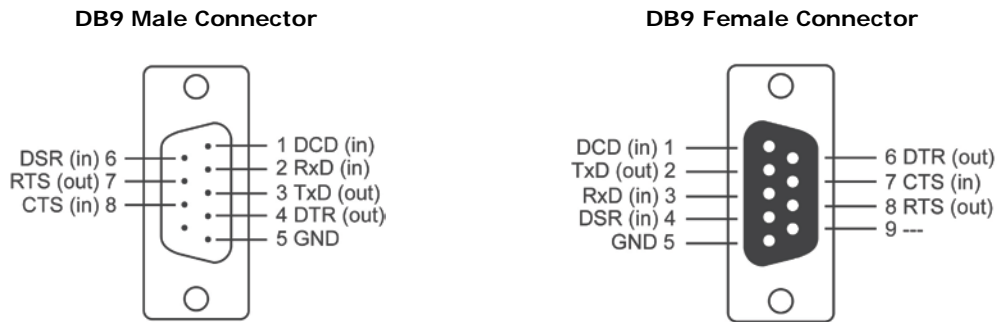 DB9 Male Connector
DSR (in) 6
RTS (out) 7
CTS (in) 8
1 DCD (in)
2 RxD (in)
3 TxD (out)
4 DTR (out)
5 GND
DB9 Female Connector
DCD (in) 1
TxD (out) 2
RxD (in) 3
DSR (in) 4
GND 5
6 DTR (out)
7 CTS (in)
8 RTS (out)
9 ---